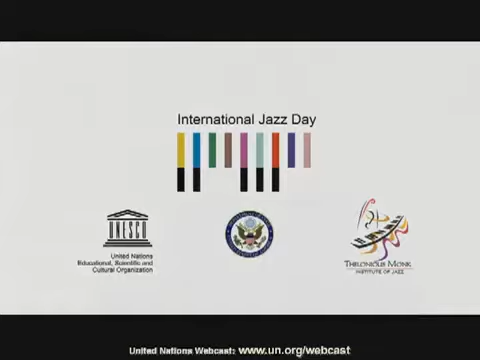 International Jazz Day
UNESCO
United Nations
Educational, Scientific and
Cultural Organization
THELONIOUS MONK
INSTITUTE OF JAZZ
United Nations Webcast: www.un.org/webcast